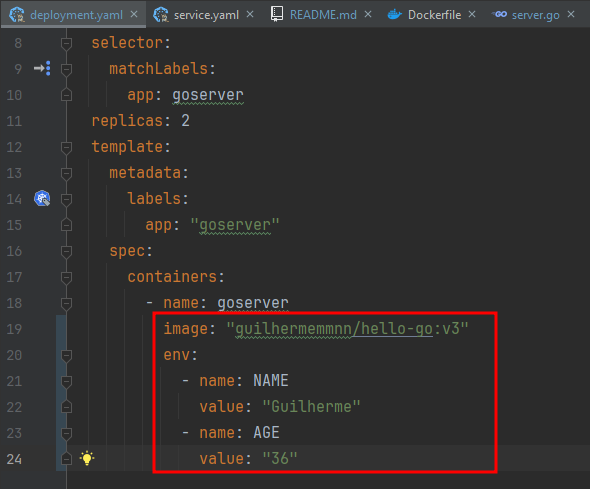 deployment.yaml service.yaml README.md Dockerfile server.go
8 selector:
9 matchLabels:
10 app: goserver
11 replicas: 2
12 template:
13 metadata:
14 labels:
15 app: "goserver"
16 spec:
17 containers:
18 - name: goserver
19 image: "guilhermemmnn/hello-go:v3"
20 env:
21 - name: NAME
22 value: "Guilherme"
23 - name: AGE
24 value: "36"